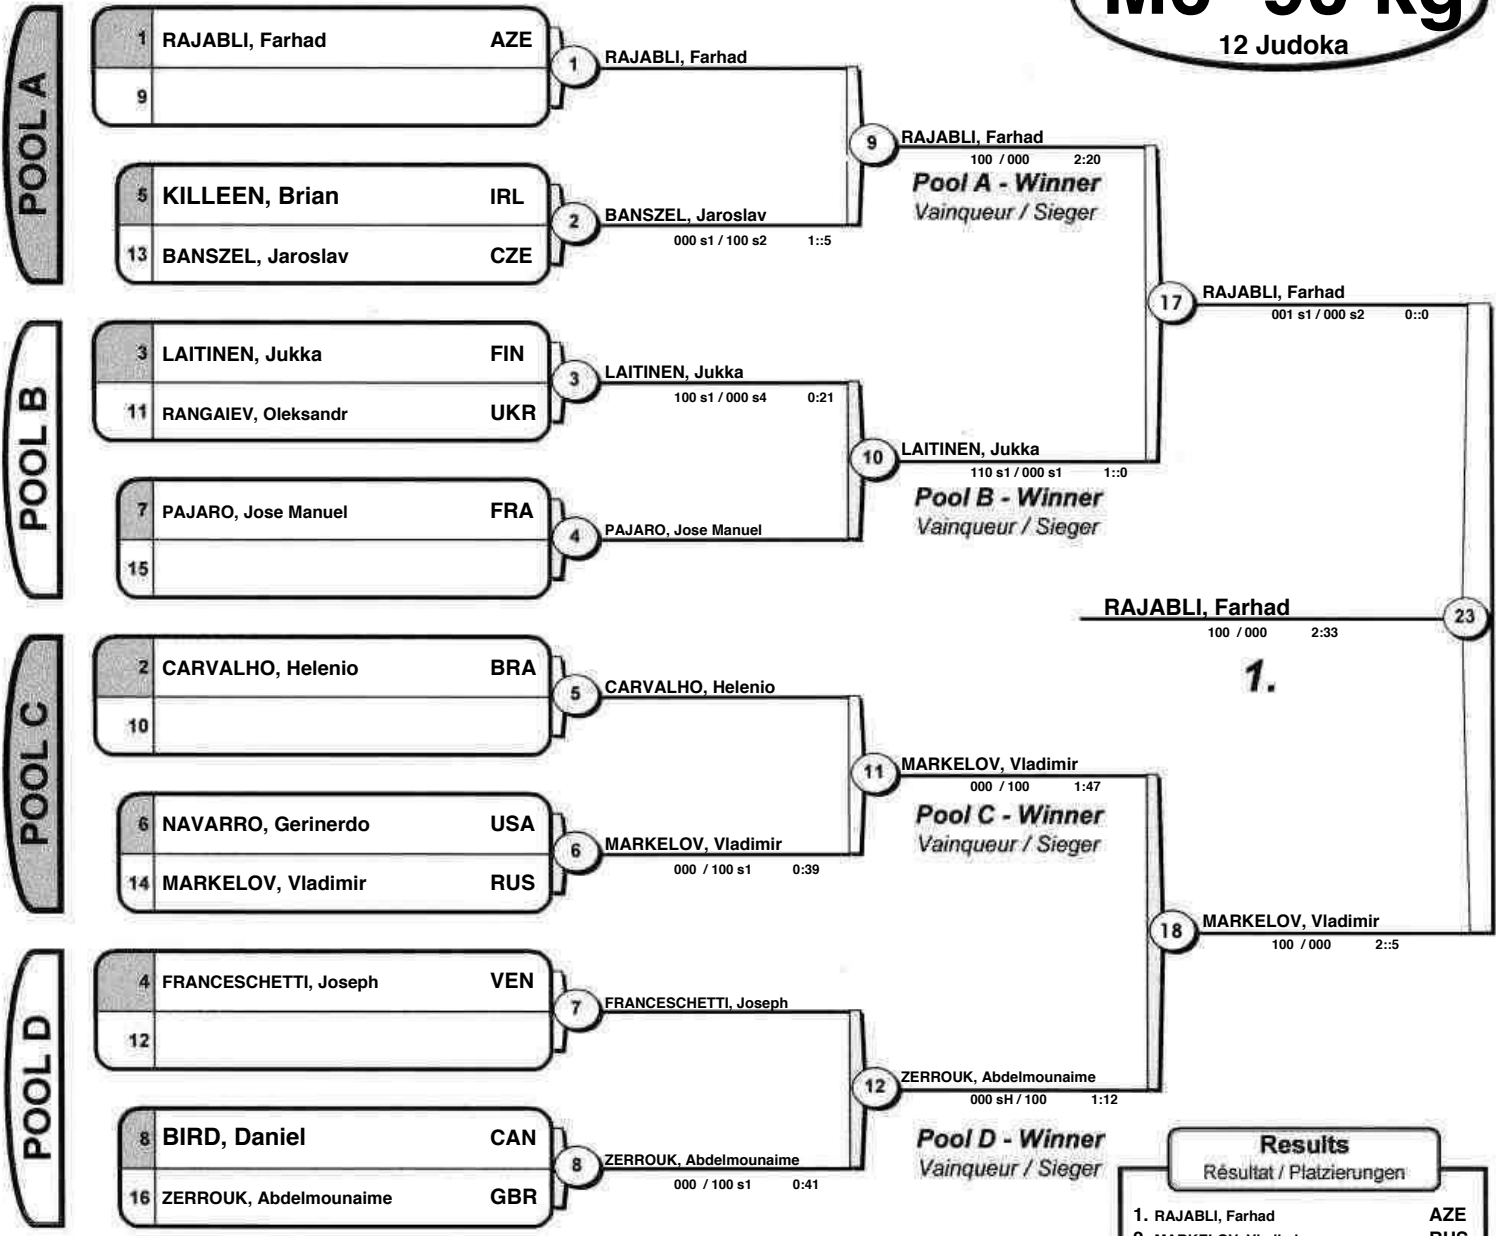 M6 -90 kg
12 Judoka
POOL A
1 RAJABLI, Farhad AZE
9
1
RAJABLI, Farhad
5 KILLEEN, Brian IRL
13 BANSZEL, Jaroslav CZE
2
BANSZEL, Jaroslav
000 s1 / 100 s2 1::5
9
RAJABLI, Farhad
100 / 000 2:20
Pool A - Winner
Vainqueur / Sieger
POOL B
3 LAITINEN, Jukka FIN
11 RANGAIEV, Oleksandr UKR
3
LAITINEN, Jukka
100 s1 / 000 s4 0:21
7 PAJARO, Jose Manuel FRA
15
4
PAJARO, Jose Manuel
10
LAITINEN, Jukka
110 s1 / 000 s1 1::0
Pool B - Winner
Vainqueur / Sieger
17
RAJABLI, Farhad
001 s1 / 000 s2 0::0
RAJABLI, Farhad
100 / 000 2:33
23
1.
POOL C
2 CARVALHO, Helenio BRA
10
5
CARVALHO, Helenio
6 NAVARRO, Gerinerdo USA
14 MARKELOV, Vladimir RUS
6
MARKELOV, Vladimir
000 / 100 s1 0:39
11
MARKELOV, Vladimir
000 / 100 1:47
Pool C - Winner
Vainqueur / Sieger
POOL D
4 FRANCESCHETTI, Joseph VEN
12
7
FRANCESCHETTI, Joseph
8 BIRD, Daniel CAN
16 ZERROUK, Abdelmounaime GBR
8
ZERROUK, Abdelmounaime
000 / 100 s1 0:41
12
ZERROUK, Abdelmounaime
000 sH / 100 1:12
Pool D - Winner
Vainqueur / Sieger
18
MARKELOV, Vladimir
100 / 000 2::5
Results
Résultat / Platzierungen
1. RAJABLI, Farhad AZE
2. MARKELOV, Vladimir RUS